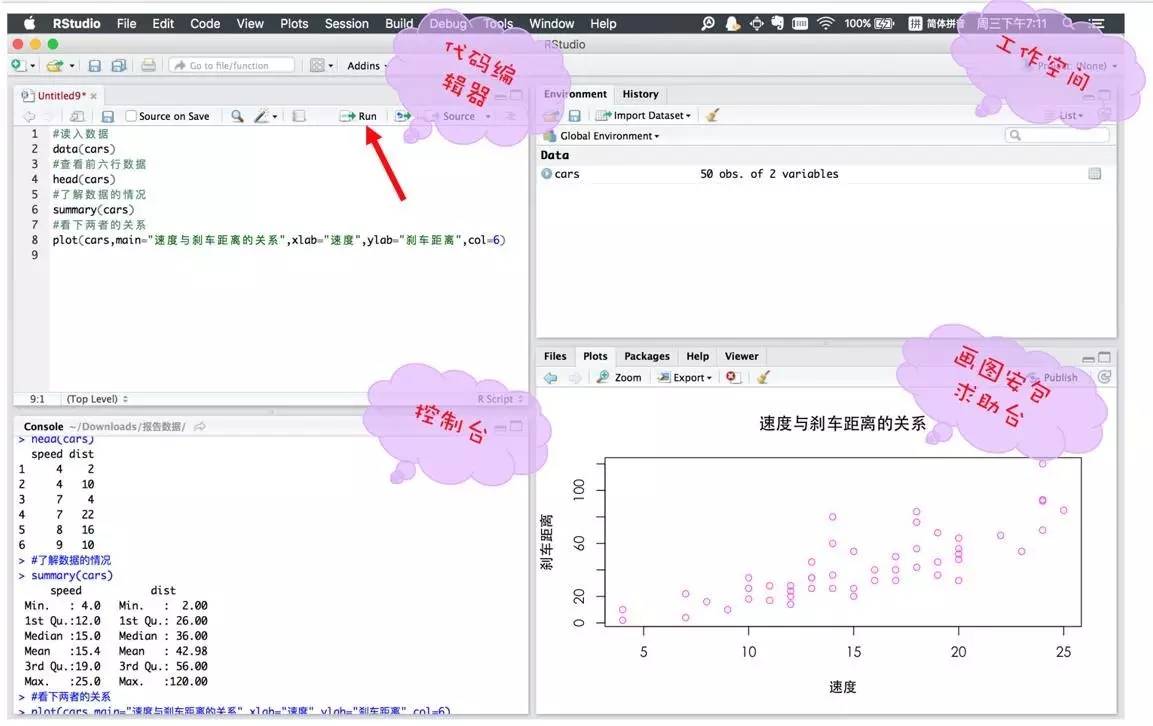 RStudio File Edit Code View Plots Session Build Debug Tools Window Help 100% 拼 简体拼音 周三下午7:11
RStudio
Go to file/function Addins Project: (None)
代码编
辑器
工作空间
Untitled9*
Source on Save Run Source
1 #读入数据
2 data(cars)
3 #查看前六行数据
4 head(cars)
5 #了解数据的情况
6 summary(cars)
7 #看下两者的关系
8 plot(cars,main="速度与刹车距离的关系",xlab="速度",ylab="刹车距离",col=6)
9
9:1 (Top Level) R Script
Environment History
Import Dataset List
Global Environment
Data
cars 50 obs. of 2 variables
控制台
Console ~/Downloads/报告数据/
> head(cars)
speed dist
1 4 2
2 4 10
3 7 4
4 7 22
5 8 16
6 9 10
> #了解数据的情况
> summary(cars)
speed dist
Min. : 4.0 Min. : 2.00
1st Qu.:12.0 1st Qu.: 26.00
Median :15.0 Median : 36.00
Mean :15.4 Mean : 42.98
3rd Qu.:19.0 3rd Qu.: 56.00
Max. :25.0 Max. :120.00
> #看下两者的关系
> plot(cars,main="速度与刹车距离的关系",xlab="速度",ylab="刹车距离",col=6)
Files Plots Packages Help Viewer
Zoom Export Publish
画图安包
求助台
速度与刹车距离的关系
刹车距离
100
60
20
0
5 10 15 20 25
速度